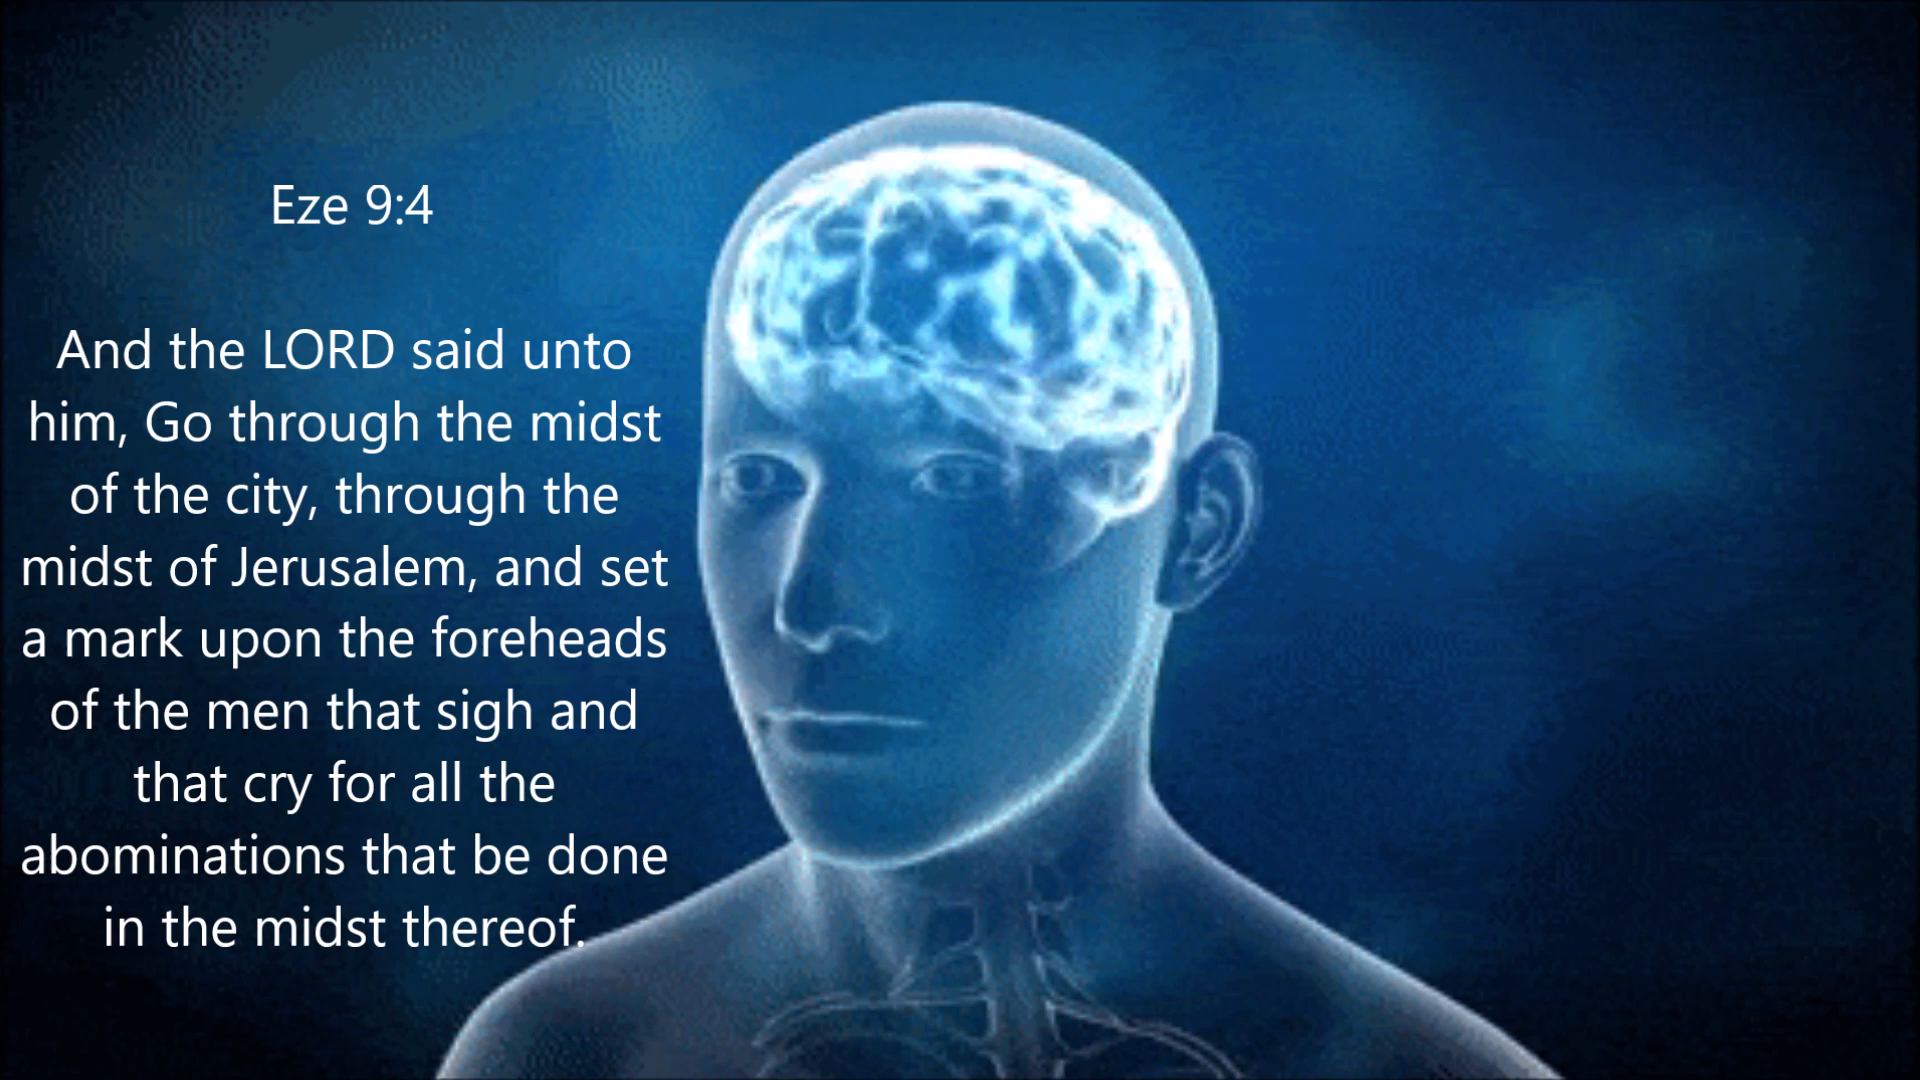 Eze 9:4
And the LORD said unto
him, Go through the midst
of the city, through the
midst of Jerusalem, and set
a mark upon the foreheads
of the men that sigh and
that cry for all the
abominations that be done
in the midst thereof.